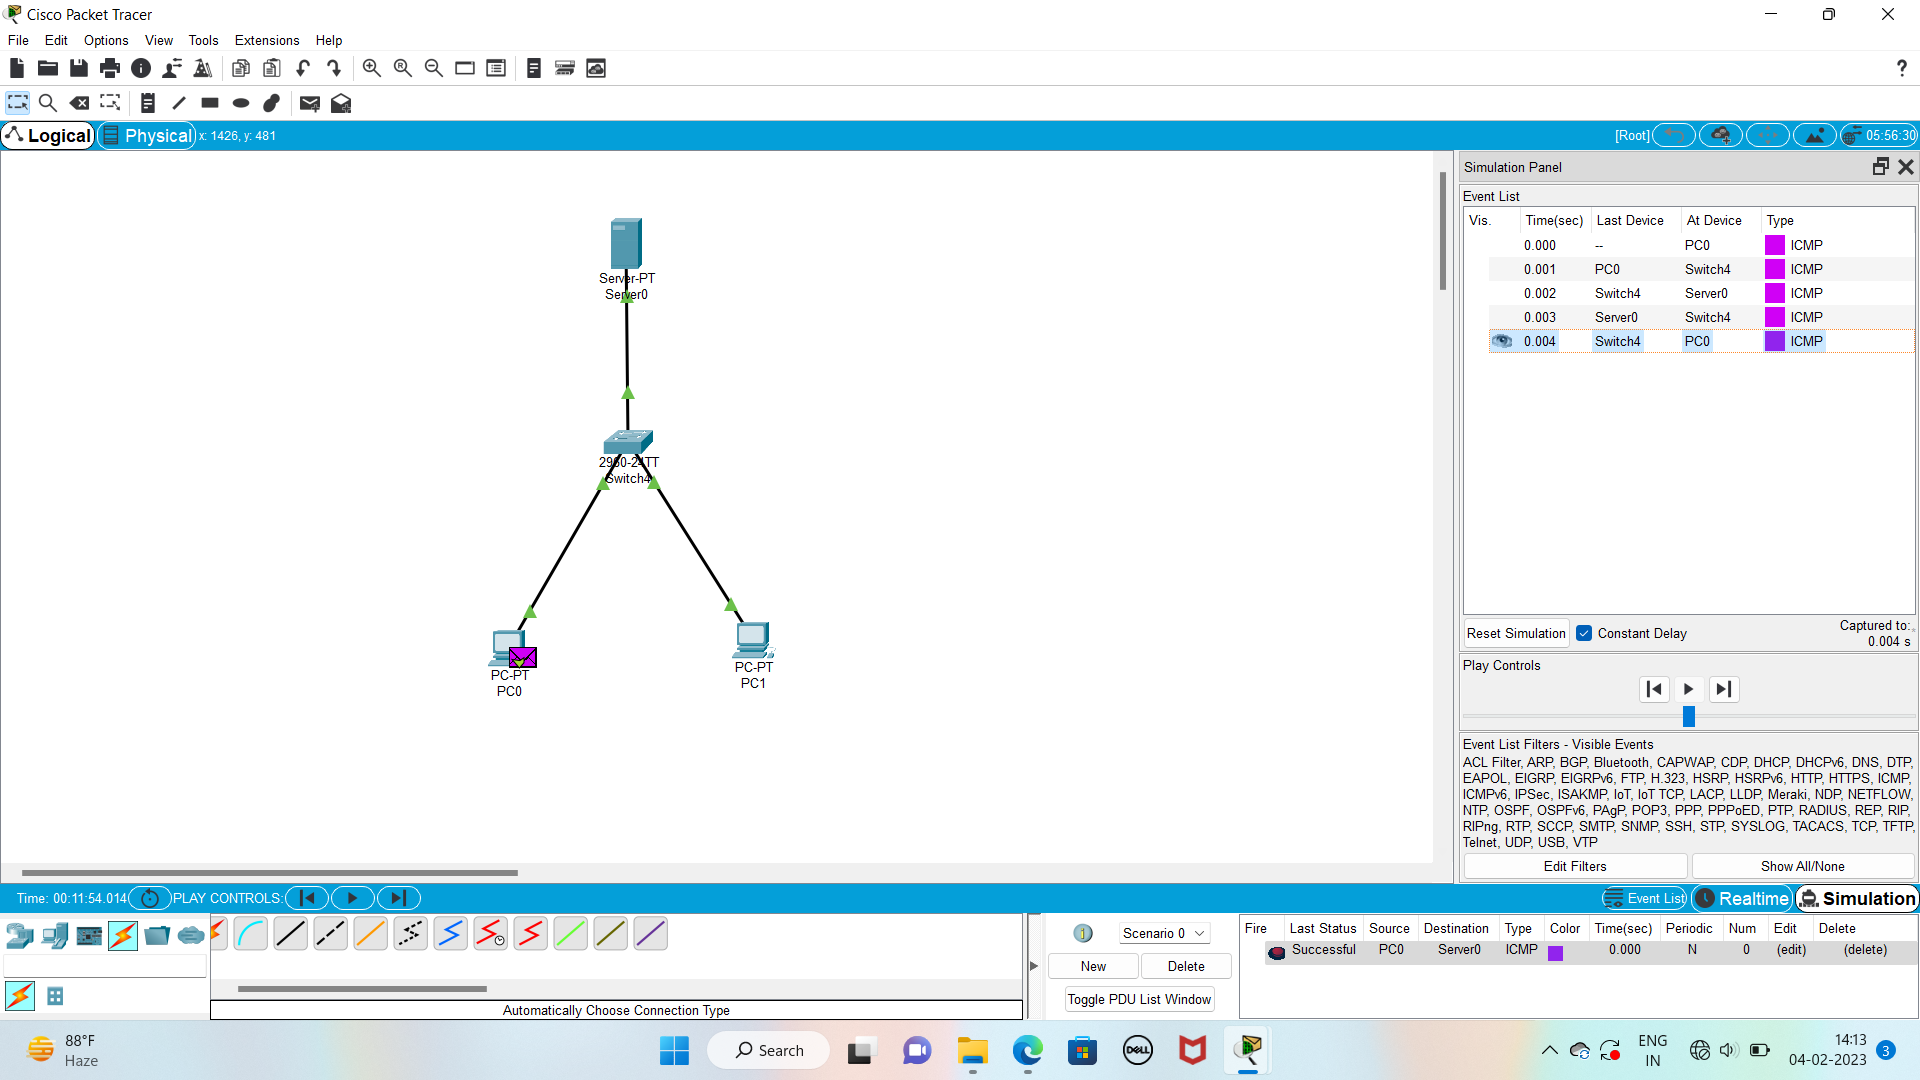 Cisco Packet Tracer
File Edit Options View Tools Extensions Help
Logical Physical x: 1426, y: 481 [Root] 05:56:30
Simulation Panel
Event List
Vis. Time(sec) Last Device At Device Type
0.000 -- PC0 ICMP
0.001 PC0 Switch4 ICMP
0.002 Switch4 Server0 ICMP
0.003 Server0 Switch4 ICMP
0.004 Switch4 PC0 ICMP
Server-PT
Server0
2960-24TT
Switch4
PC-PT
PC0
PC-PT
PC1
Reset Simulation Constant Delay Captured to:
0.004 s
Play Controls
Event List Filters - Visible Events
ACL Filter, ARP, BGP, Bluetooth, CAPWAP, CDP, DHCP, DHCPv6, DNS, DTP,
EAPOL, EIGRP, EIGRPv6, FTP, H.323, HSRP, HSRPv6, HTTP, HTTPS, ICMP,
ICMPv6, IPSec, ISAKMP, IoT, IoT TCP, LACP, LLDP, Meraki, NDP, NETFLOW,
NTP, OSPF, OSPFv6, PAgP, POP3, PPP, PPPoED, PTP, RADIUS, REP, RIP,
RIPng, RTP, SCCP, SMTP, SNMP, SSH, STP, SYSLOG, TACACS, TCP, TFTP,
Telnet, UDP, USB, VTP
Edit Filters Show All/None
Time: 00:11:54.014 PLAY CONTROLS: Event List Realtime Simulation
Scenario 0
New Delete
Toggle PDU List Window
Fire Last Status Source Destination Type Color Time(sec) Periodic Num Edit Delete
Successful PC0 Server0 ICMP 0.000 N 0 (edit) (delete)
Automatically Choose Connection Type
88°F
Haze
Search
DELL
ENG
IN
14:13
04-02-2023
3